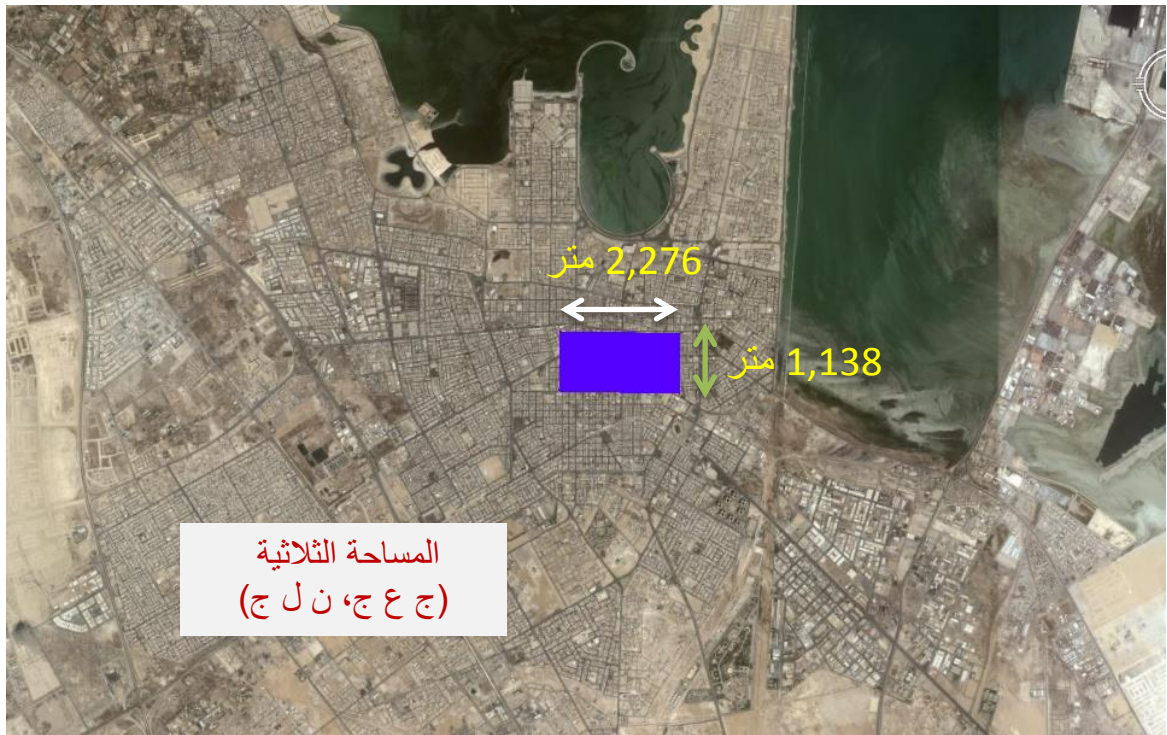 2,276 متر
1,138 متر
المساحة الثلاثية
(ج ع ج، ن ل ج)